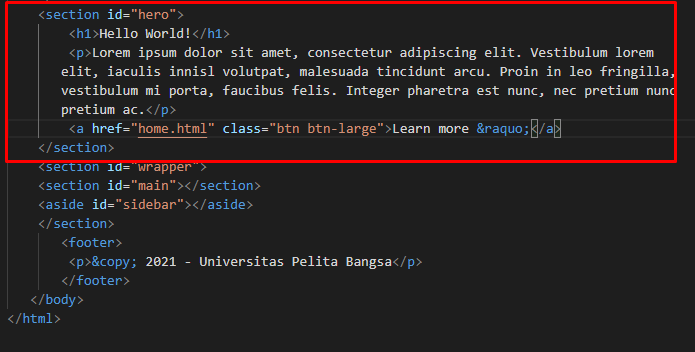 <section id="hero">
<h1>Hello World!</h1>
<p>Lorem ipsum dolor sit amet, consectetur adipiscing elit. Vestibulum lorem
elit, iaculis innisl volutpat, malesuada tincidunt arcu. Proin in leo fringilla,
vestibulum mi porta, faucibus felis. Integer pharetra est nunc, nec pretium nunc
pretium ac.</p>
<a href="home.html" class="btn btn-large">Learn more &raquo;</a>
</section>
<section id="wrapper">
<section id="main"></section>
<aside id="sidebar"></aside>
</section>
<footer>
<p>&copy; 2021 - Universitas Pelita Bangsa</p>
</footer>
</body>
</html>